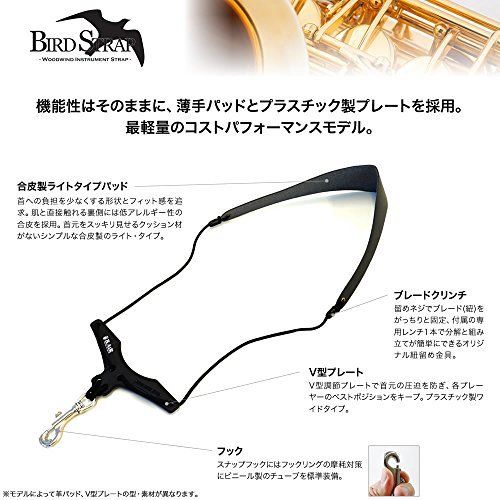 BIRD STRAP
- WOODWIND INSTRUMENT STRAP -
機能性はそのままに、薄手パッドとプラスチック製プレートを採用。
最軽量のコストパフォーマンスモデル。
合皮製ライトタイプパッド
首への負担を少なくする形状とフィット感を追
求。肌と直接触れる裏側には低アレルギー性の
合皮を採用。首元をスッキリ見せるクッション材
がないシンプルな合皮製のライト・タイプ。
ブレードクリンチ
留めネジでブレード(紐)を
がっちりと固定、付属の専
用レンチ1本で分解と組み
立てが簡単にできるオリジ
ナル紐留め金具。
V型プレート
V型調節プレートで首元の圧迫を防ぎ、各プレー
ヤーのベストポジションをキープ。プラスチック製ワ
イドタイプ。
フック
スナップフックにはフックリングの摩耗対策
にビニール製のチューブを標準装備。
※モデルによって革パッド、V型プレートの型・素材が異なります。